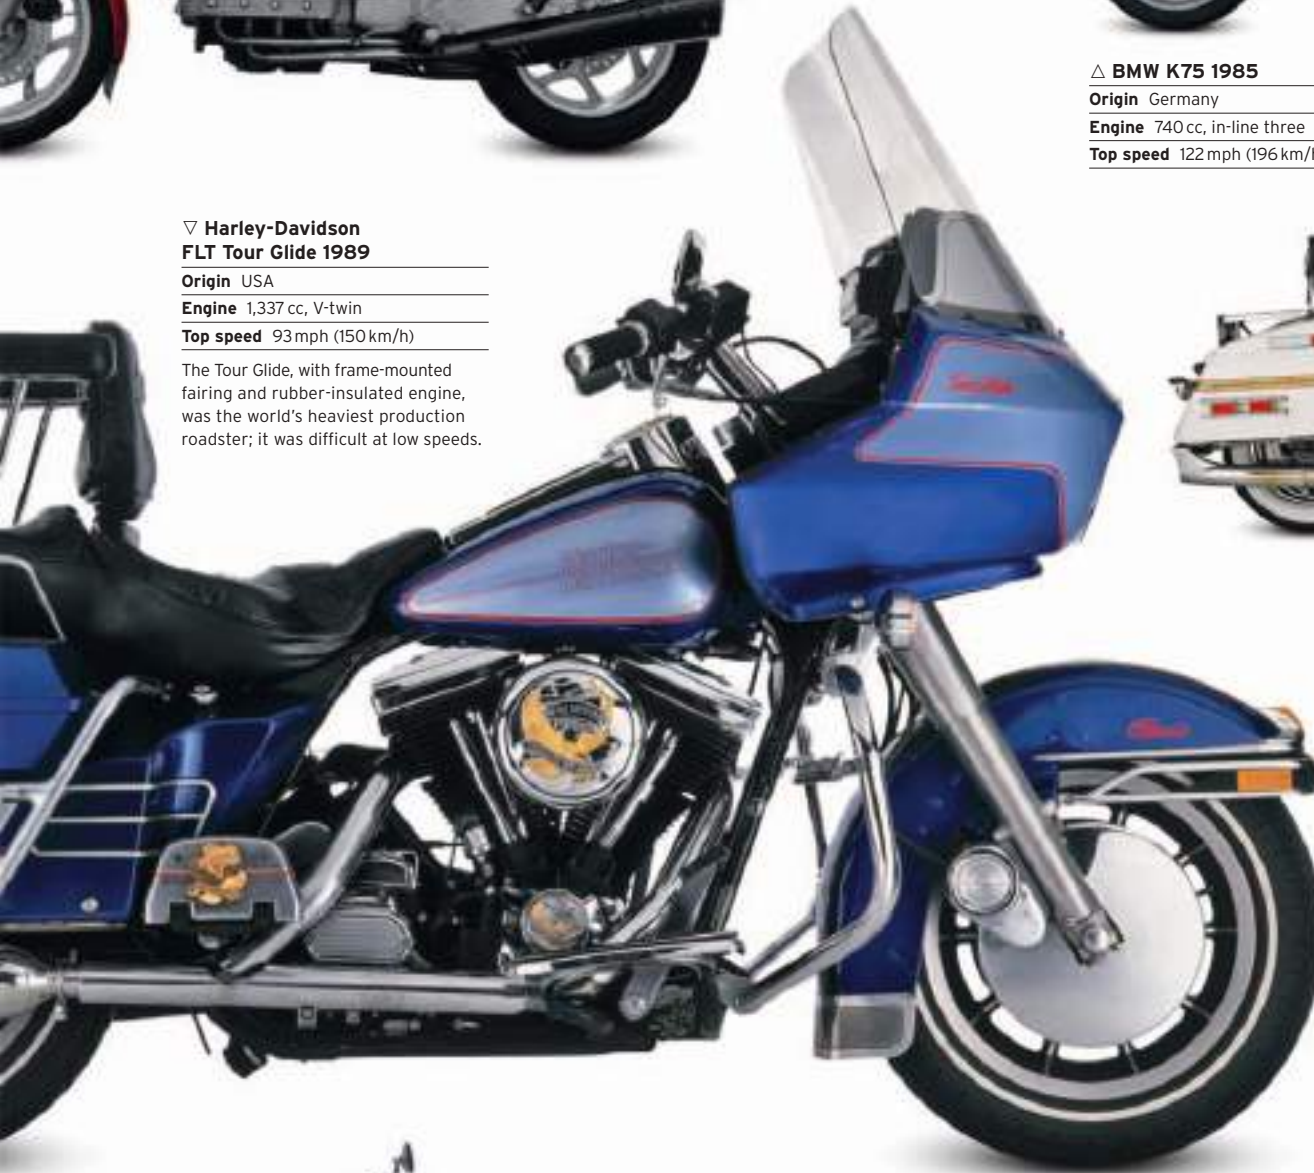 △ BMW K75 1985
Origin Germany
Engine 740 cc, in-line three
Top speed 122 mph (196 km/
▽ Harley-Davidson
FLT Tour Glide 1989
Origin USA
Engine 1,337 cc, V-twin
Top speed 93 mph (150 km/h)
The Tour Glide, with frame-mounted
fairing and rubber-insulated engine,
was the world's heaviest production
roadster; it was difficult at low speeds.